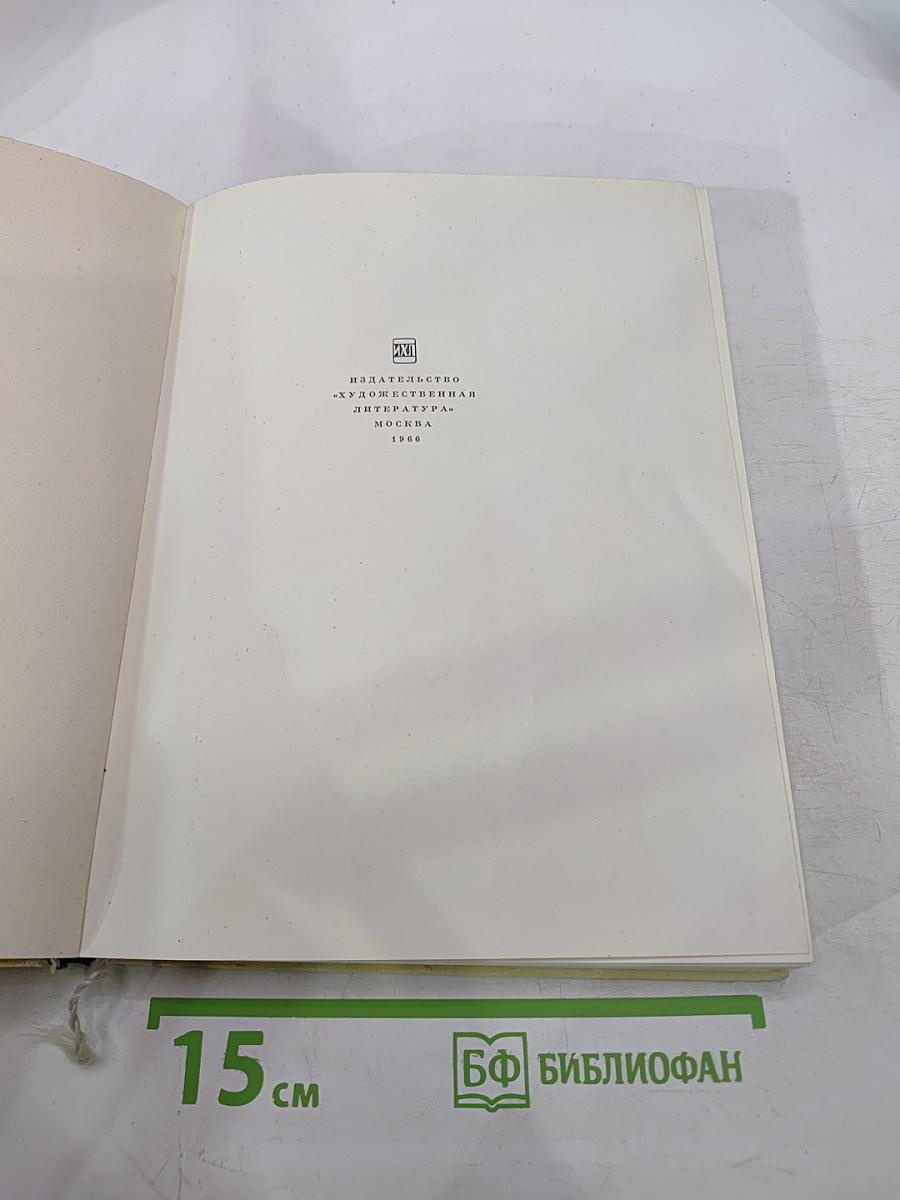 ИХЛ
ИЗДАТЕЛЬСТВО
«ХУДОЖЕСТВЕННАЯ
ЛИТЕРАТУРА»
МОСКВА
1966
15 см
БФ БИБЛИОФАН